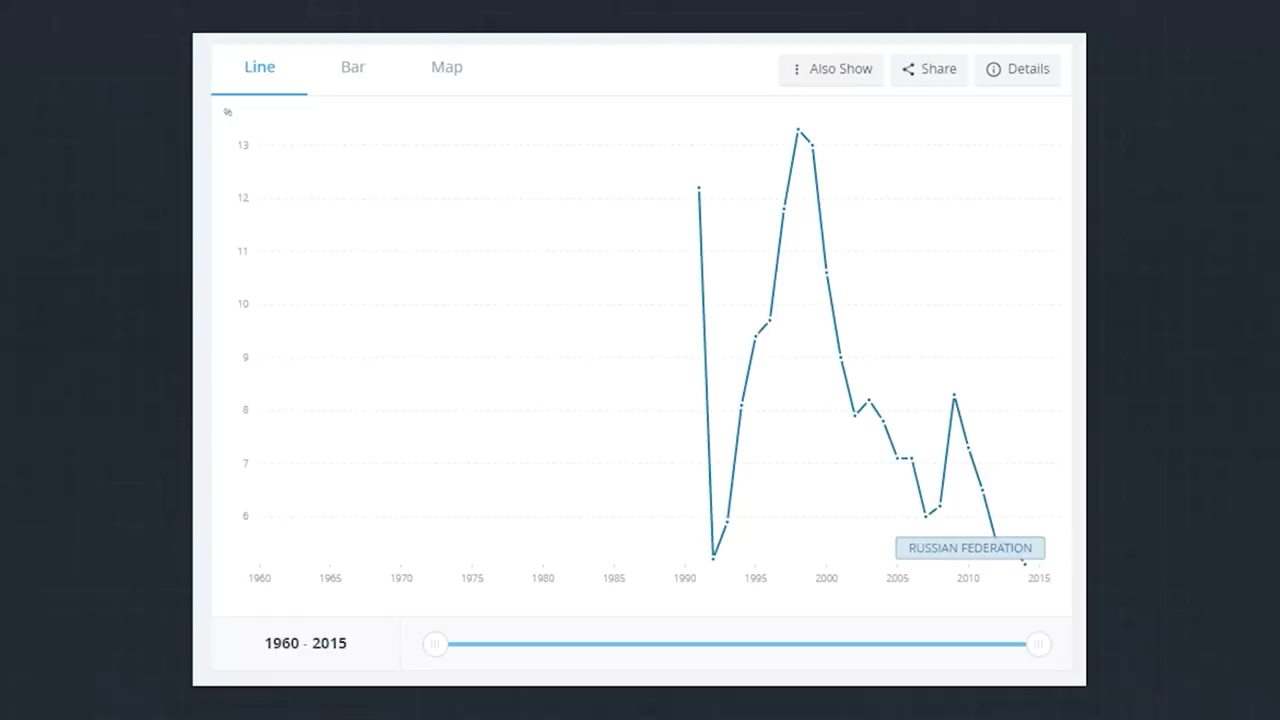 Line Bar Map Also Show Share Details
%
13
12
11
10
9
8
7
6
RUSSIAN FEDERATION
1960 1965 1970 1975 1980 1985 1990 1995 2000 2005 2010 2015
1960 - 2015